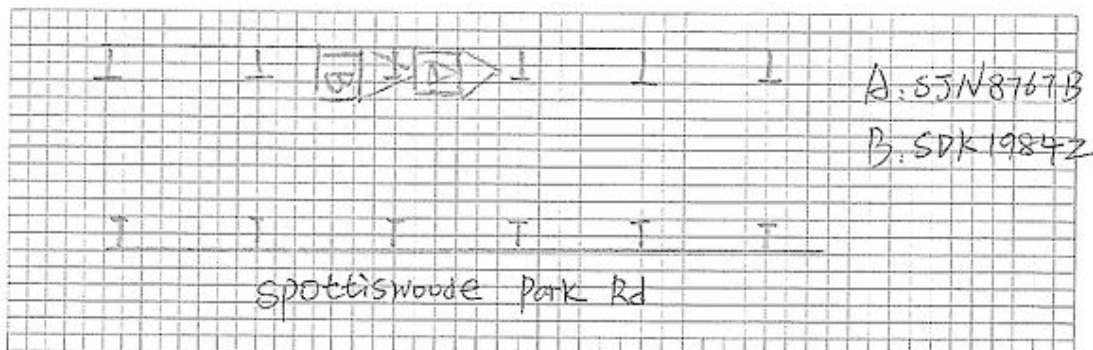 B
A
A: SJN8767B
B: SDK1984Z
Spottiswoode Park Rd